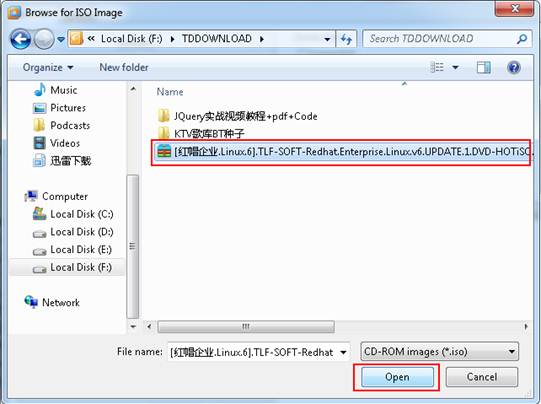 Browse for ISO Image
« Local Disk (F:) ▸ TDDOWNLOAD ▸
Search TDDOWNLOAD
Organize ▾ New folder
Music
Pictures
Podcasts
Videos
迅雷下载
Computer
Local Disk (C:)
Local Disk (D:)
Local Disk (E:)
Local Disk (F:)
Network
Name
JQuery实战视频教程+pdf+Code
KTV歌库BT种子
[红帽企业.Linux.6].TLF-SOFT-Redhat.Enterprise.Linux.v6.UPDATE.1.DVD-HOTiSO.
File name: [红帽企业.Linux.6].TLF-SOFT-Redhat CD-ROM images (*.iso)
Open Cancel